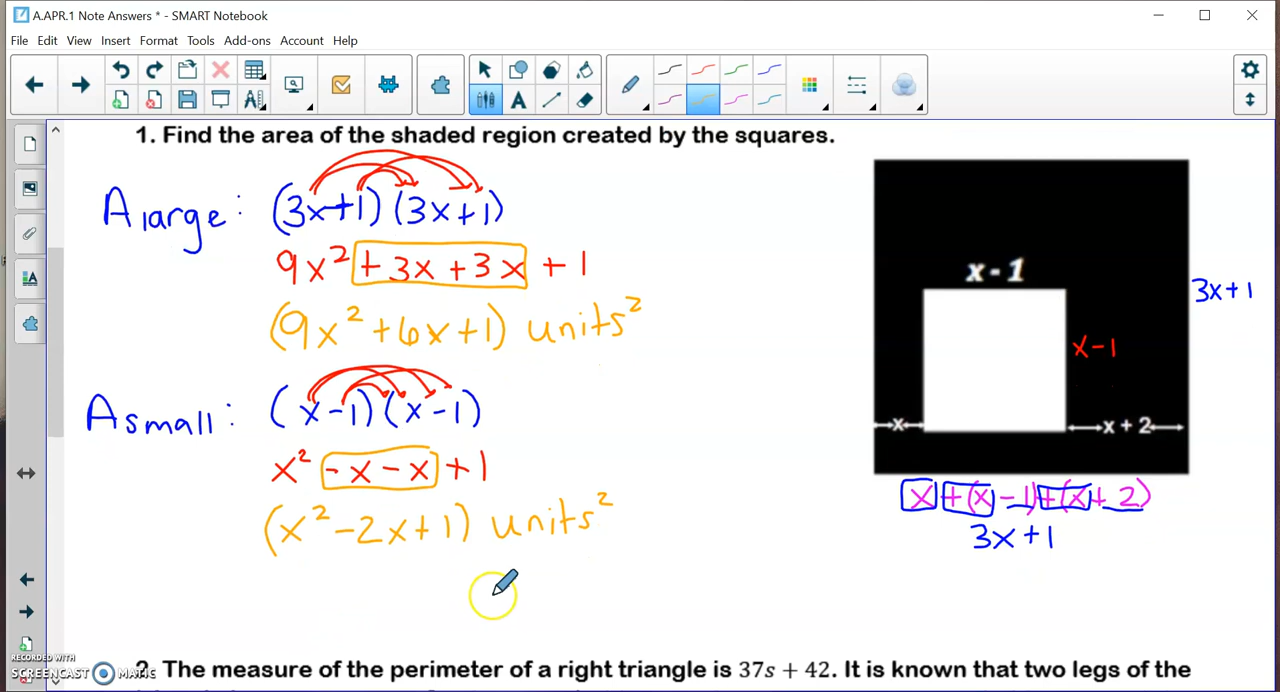 A.APR.1 Note Answers * - SMART Notebook
File Edit View Insert Format Tools Add-ons Account Help
1. Find the area of the shaded region created by the squares.
A large: (3x+1)(3x+1)
9x² + 3x + 3x + 1
(9x² + 6x + 1) units²
A small: (x-1)(x-1)
x² - x - x + 1
(x² - 2x + 1) units²
x - 1
3x+1
x-1
x
x + 2
x + (x - 1) + (x + 2)
3x + 1
RECORDED WITH
SCREENCAST MATIC
2. The measure of the perimeter of a right triangle is 37s + 42. It is known that two legs of the